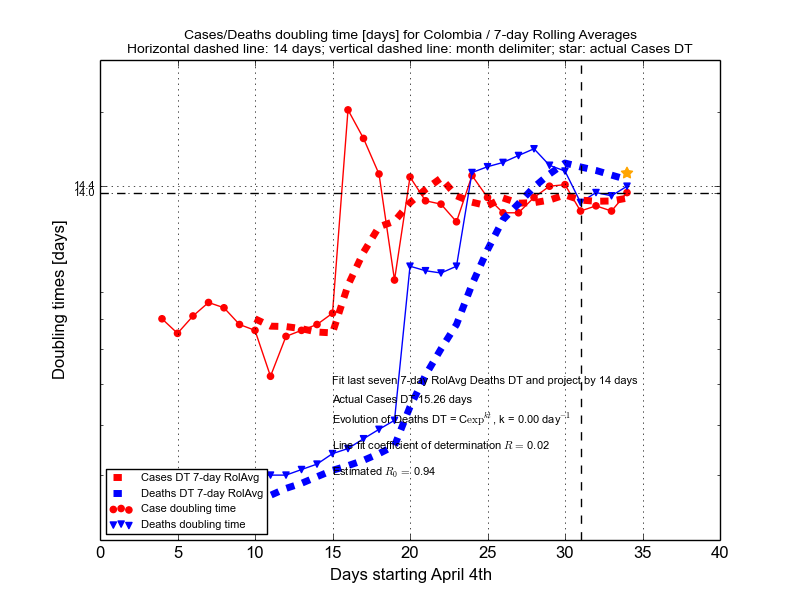 Cases/Deaths doubling time [days] for Colombia / 7-day Rolling Averages
Horizontal dashed line: 14 days; vertical dashed line: month delimiter; star: actual Cases DT
14.0
Doubling times [days]
Fit last seven 7-day RolAvg Deaths DT and project by 14 days
Actual Cases DT 15.26 days
Evolution of Deaths DT = Cexp^{kt}, k = 0.00 day^{-1}
Line fit coefficient of determination R = 0.02
Estimated R_0 = 0.94
Cases DT 7-day RolAvg
Deaths DT 7-day RolAvg
Case doubling time
Deaths doubling time
0 5 10 15 20 25 30 35 40
Days starting April 4th